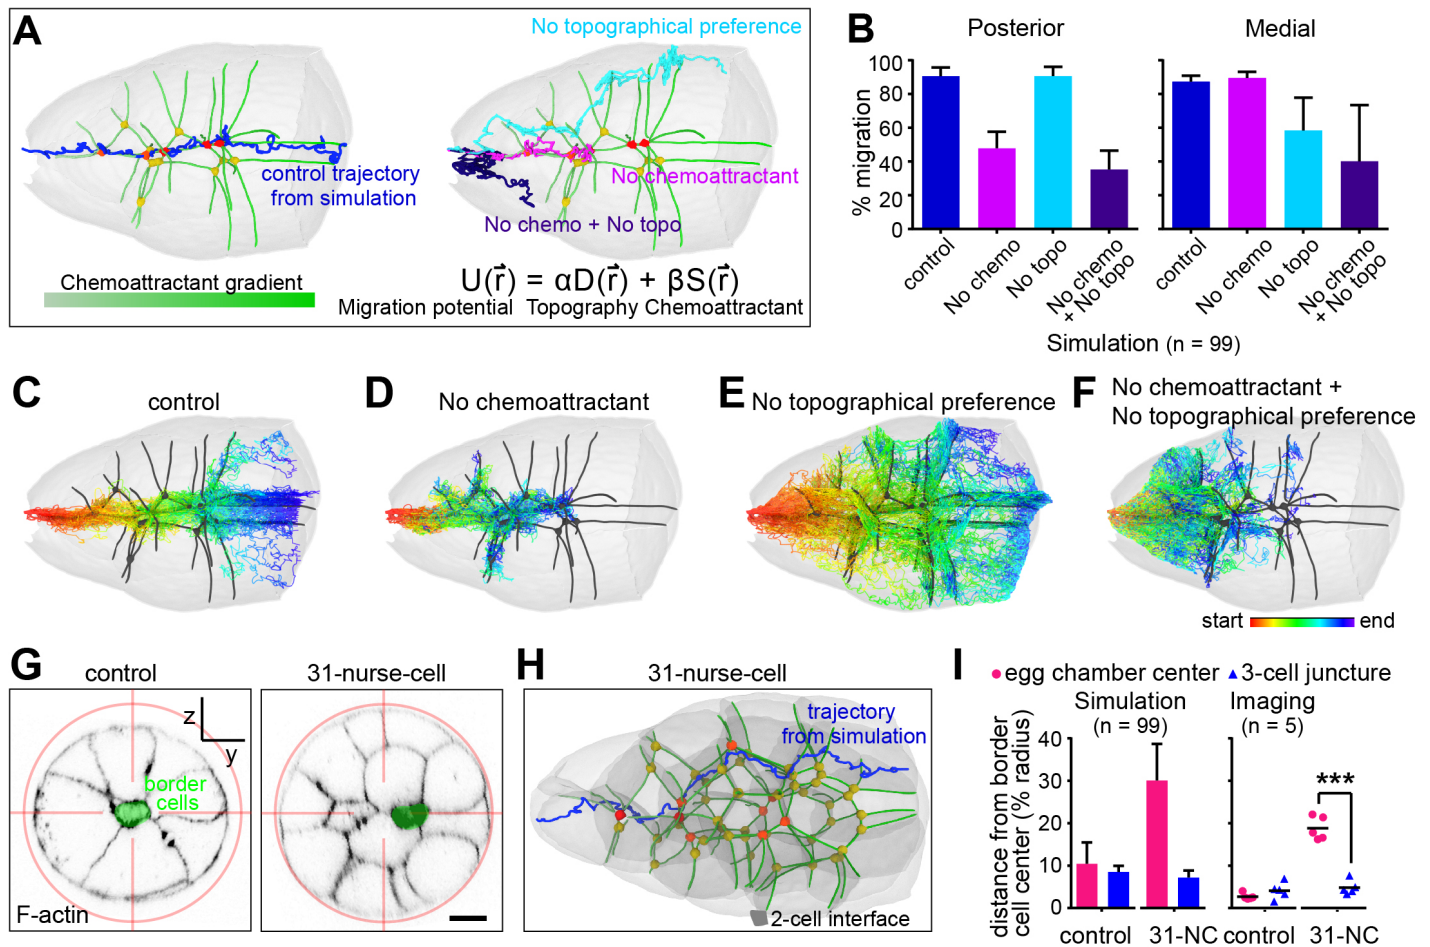 A
No topographical preference
control trajectory
from simulation
No chemoattractant
No chemo + No topo
Chemoattractant gradient
U(r⃗) = αD(r⃗) + βS(r⃗)
Migration potential Topography Chemoattractant
B
Posterior
Medial
% migration
100
80
60
40
20
0
control
No chemo
No topo
No chemo
+ No topo
control
No chemo
No topo
No chemo
+ No topo
Simulation (n = 99)
C
control
D
No chemoattractant
E
No topographical preference
F
No chemoattractant +
No topographical preference
start
end
G
control
31-nurse-cell
z
y
border
cells
F-actin
H
31-nurse-cell
trajectory
from simulation
2-cell interface
I
egg chamber center
3-cell juncture
Simulation
(n = 99)
Imaging
(n = 5)
distance from border
cell center (% radius)
40
30
20
10
0
***
control
31-NC
control
31-NC